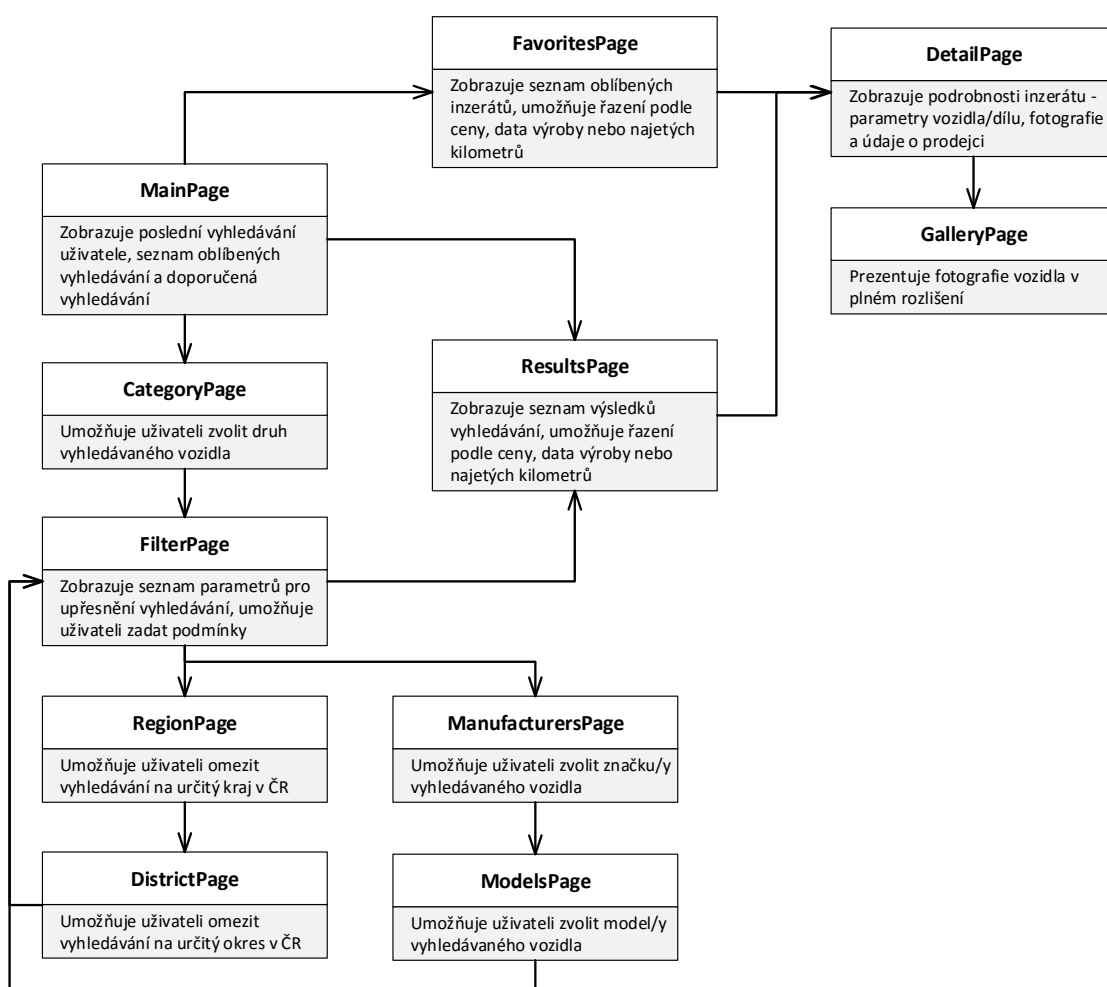 FavoritesPage
Zobrazuje seznam oblíbených
inzerátů, umožňuje řazení podle
ceny, data výroby nebo najetých
kilometrů
DetailPage
Zobrazuje podrobnosti inzerátu -
parametry vozidla/dílu, fotografie
a údaje o prodejci
MainPage
Zobrazuje poslední vyhledávání
uživatele, seznam oblíbených
vyhledávání a doporučená
vyhledávání
GalleryPage
Prezentuje fotografie vozidla v
plném rozlišení
CategoryPage
Umožňuje uživateli zvolit druh
vyhledávaného vozidla
ResultsPage
Zobrazuje seznam výsledků
vyhledávání, umožňuje řazení
podle ceny, data výroby nebo
najetých kilometrů
FilterPage
Zobrazuje seznam parametrů pro
upřesnění vyhledávání, umožňuje
uživateli zadat podmínky
RegionPage
Umožňuje uživateli omezit
vyhledávání na určitý kraj v ČR
ManufacturersPage
Umožňuje uživateli zvolit značku/y
vyhledávaného vozidla
DistrictPage
Umožňuje uživateli omezit
vyhledávání na určitý okres v ČR
ModelsPage
Umožňuje uživateli zvolit model/y
vyhledávaného vozidla